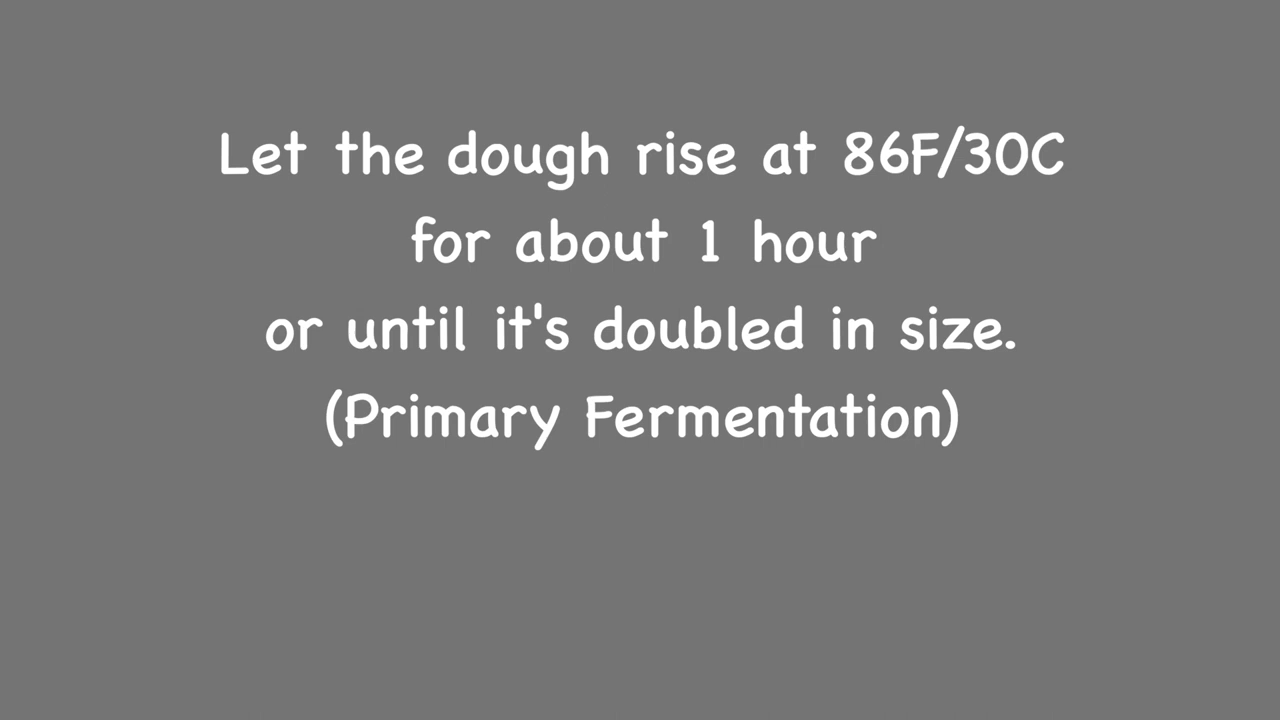 Let the dough rise at 86F/30C
for about 1 hour
or until it's doubled in size.
(Primary Fermentation)